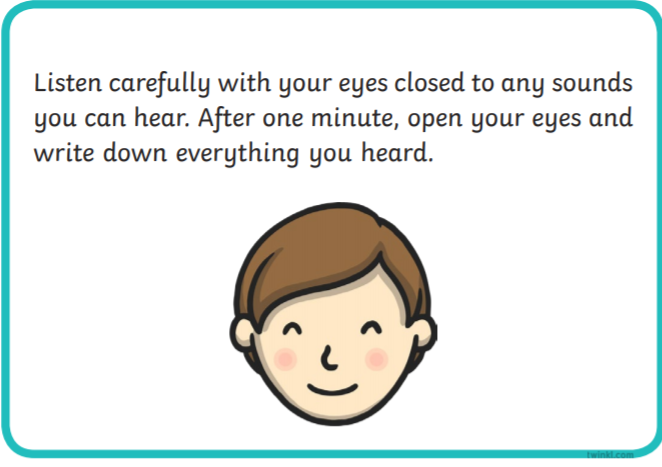 Listen carefully with your eyes closed to any sounds
you can hear. After one minute, open your eyes and
write down everything you heard.
twinkl.com